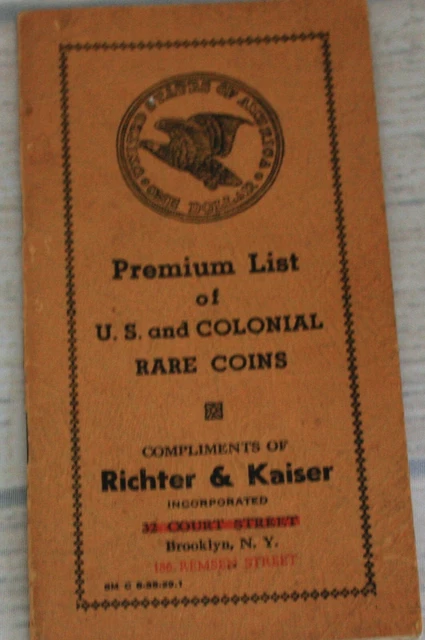 UNITED STATES OF AMERICA
ONE DOLLAR
Premium List
of
U. S. and COLONIAL
RARE COINS
COMPLIMENTS OF
Richter & Kaiser
INCORPORATED
32 COURT STREET
Brooklyn, N. Y.
186 REMSEN STREET